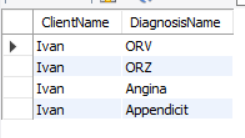 ClientName DiagnosisName
Ivan ORV
Ivan ORZ
Ivan Angina
Ivan Appendicit